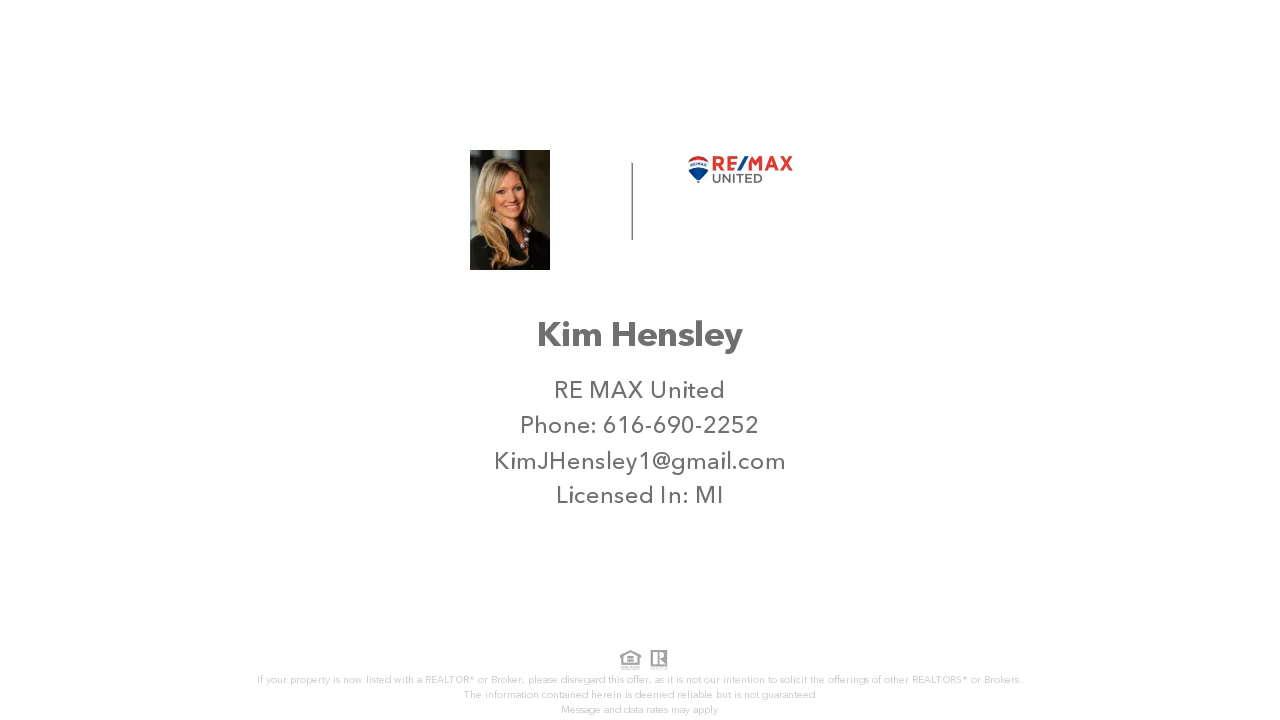 RE/MAX
RE/MAX
UNITED
Kim Hensley
RE MAX United
Phone: 616-690-2252
KimJHensley1@gmail.com
Licensed In: MI
If your property is now listed with a REALTOR® or Broker, please disregard this offer, as it is not our intention to solicit the offerings of other REALTORS® or Brokers.
The information contained herein is deemed reliable but is not guaranteed
Message and data rates may apply